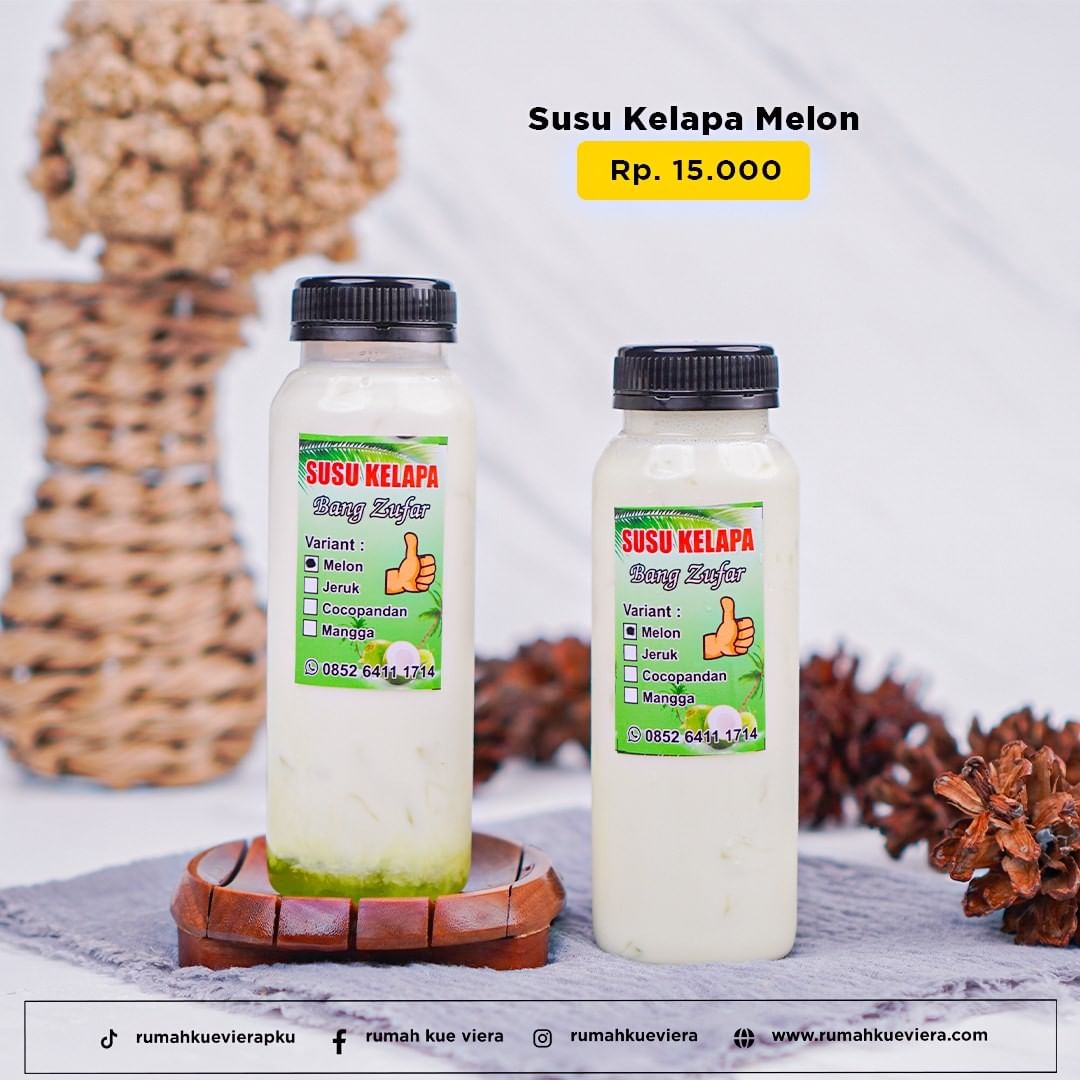 Susu Kelapa Melon
Rp. 15.000
SUSU KELAPA
Bang Zufar
Variant :
Melon
Jeruk
Cocopandan
Mangga
0852 6411 1714
SUSU KELAPA
Bang Zufar
Variant :
Melon
Jeruk
Cocopandan
Mangga
0852 6411 1714
rumahkuevierapku rumah kue viera rumahkueviera www.rumahkueviera.com